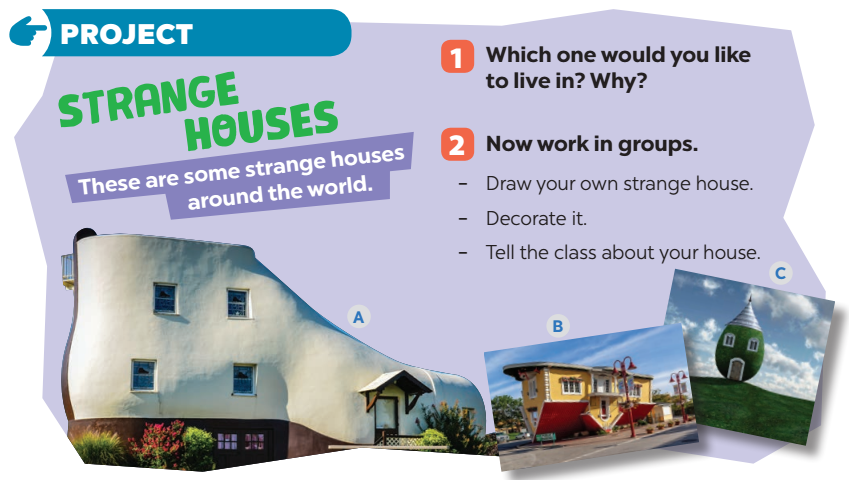 PROJECT
STRANGE
HOUSES
These are some strange houses
around the world.
A
1 Which one would you like
to live in? Why?
2 Now work in groups.
– Draw your own strange house.
– Decorate it.
– Tell the class about your house.
B
C